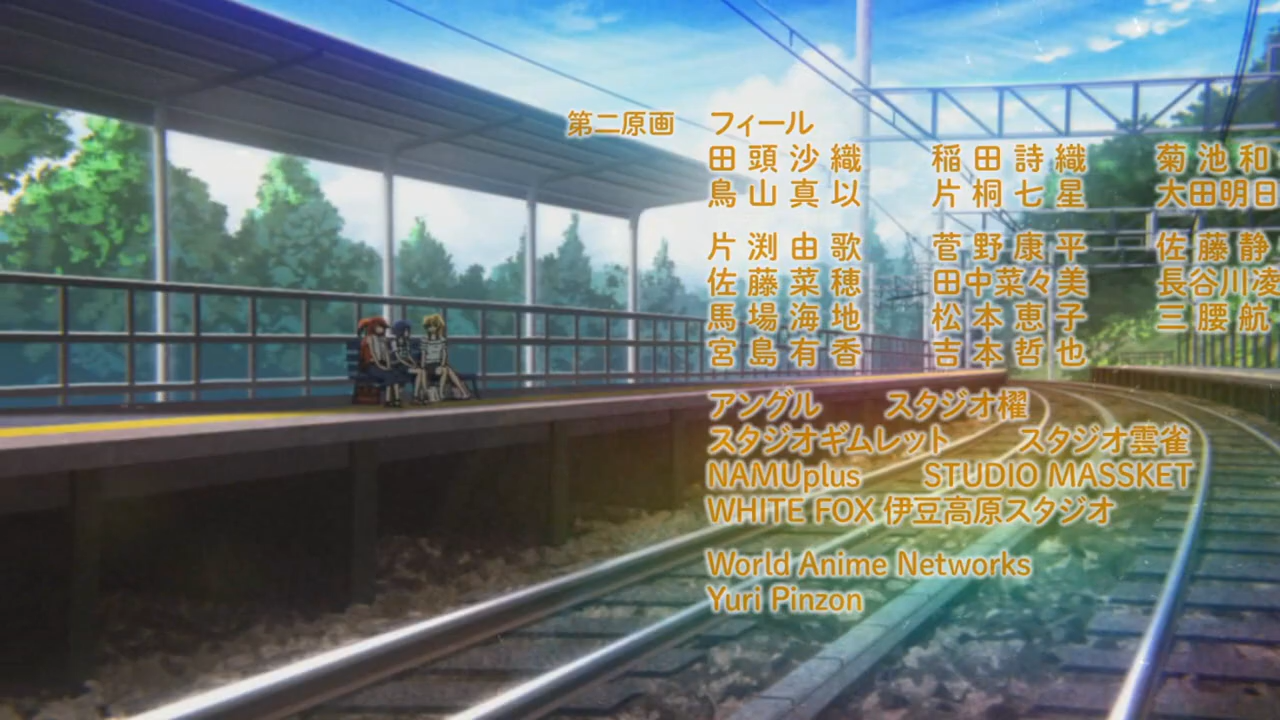 第二原画 フィール
田頭沙織 稲田詩織 菊池和
鳥山真以 片桐七星 大田明日
片渕由歌 菅野康平 佐藤静
佐藤菜穂 田中菜々美 長谷川凌
馬場海地 松本恵子 三腰航
宮島有香 吉本哲也
アングル スタジオ櫂
スタジオギムレット スタジオ雲雀
NAMUplus STUDIO MASSKET
WHITE FOX 伊豆高原スタジオ
World Anime Networks
Yuri Pinzon